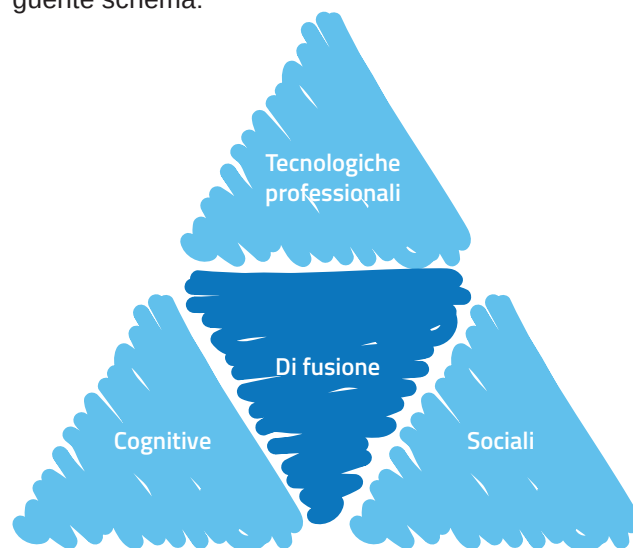 guente schema:
Tecnologiche
professionali
Di fusione
Cognitive
Sociali